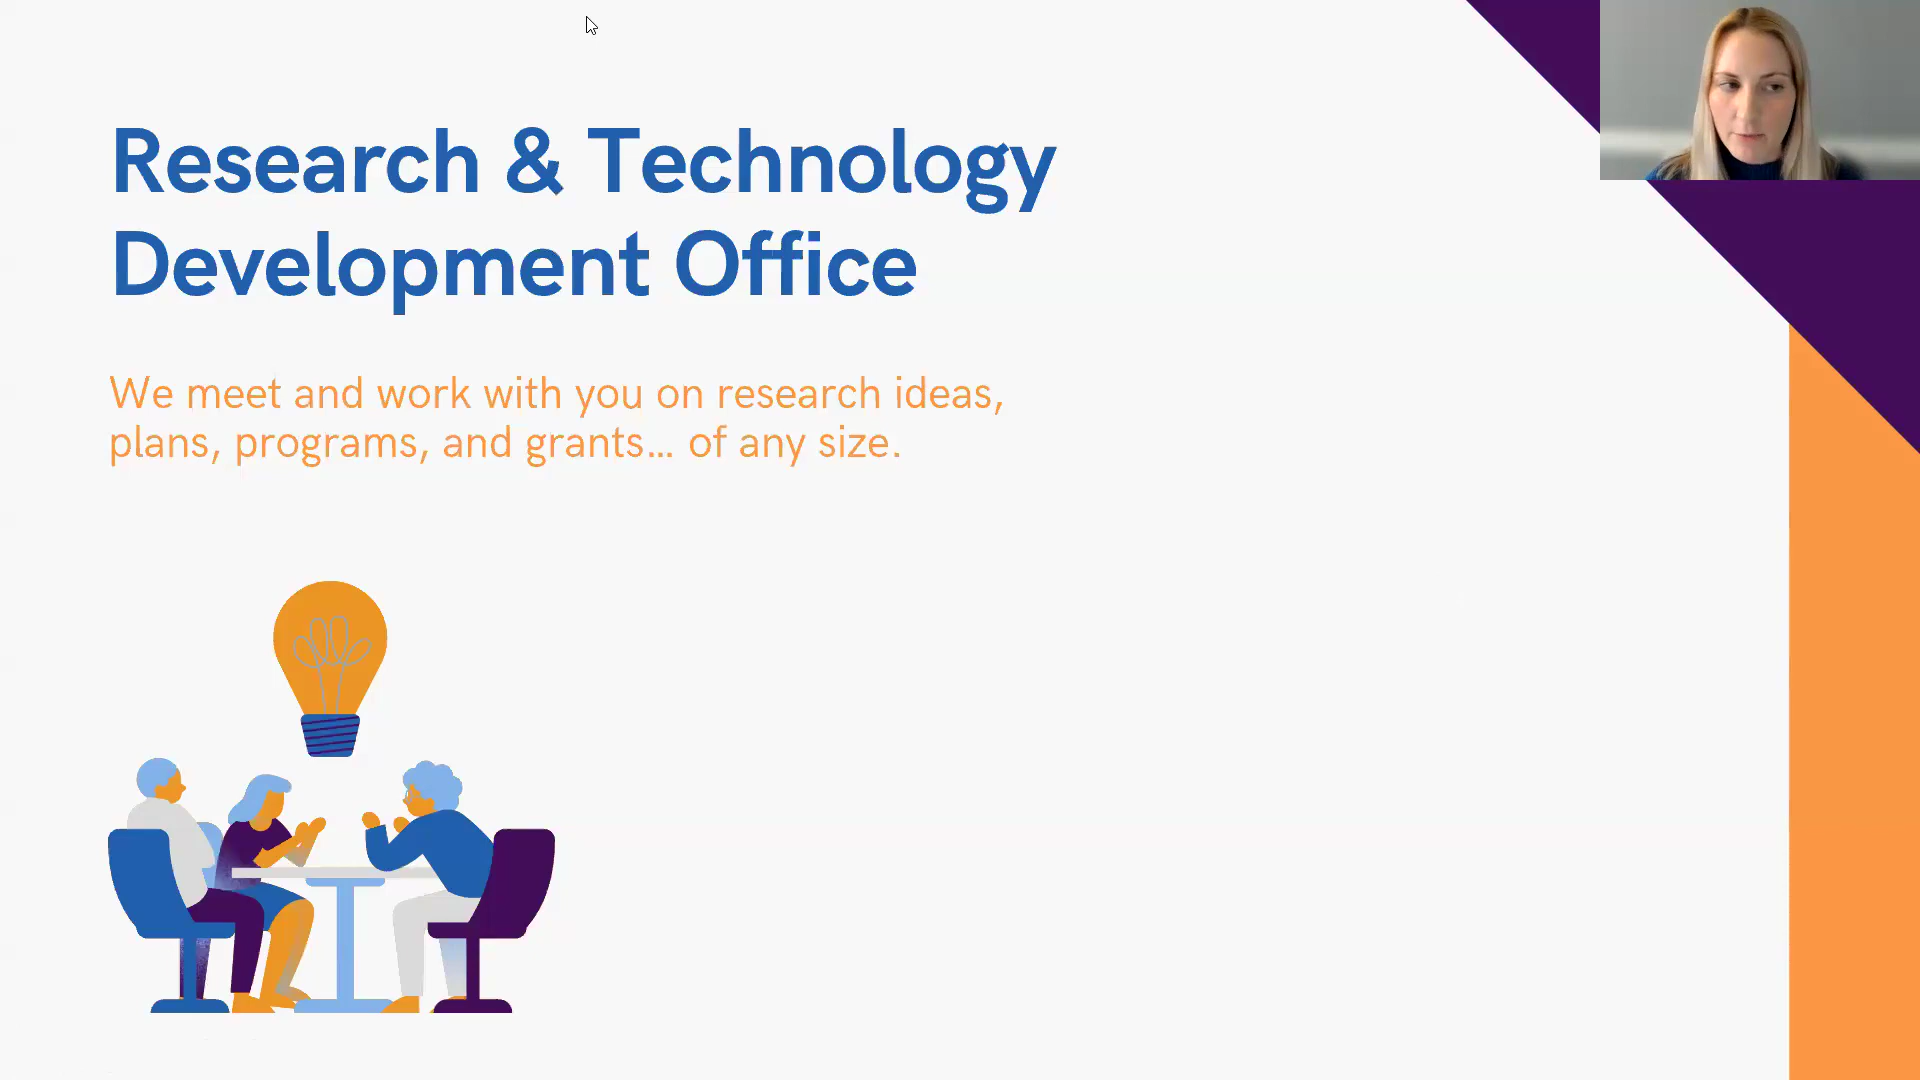 Research & Technology
Development Office
We meet and work with you on research ideas,
plans, programs, and grants... of any size.